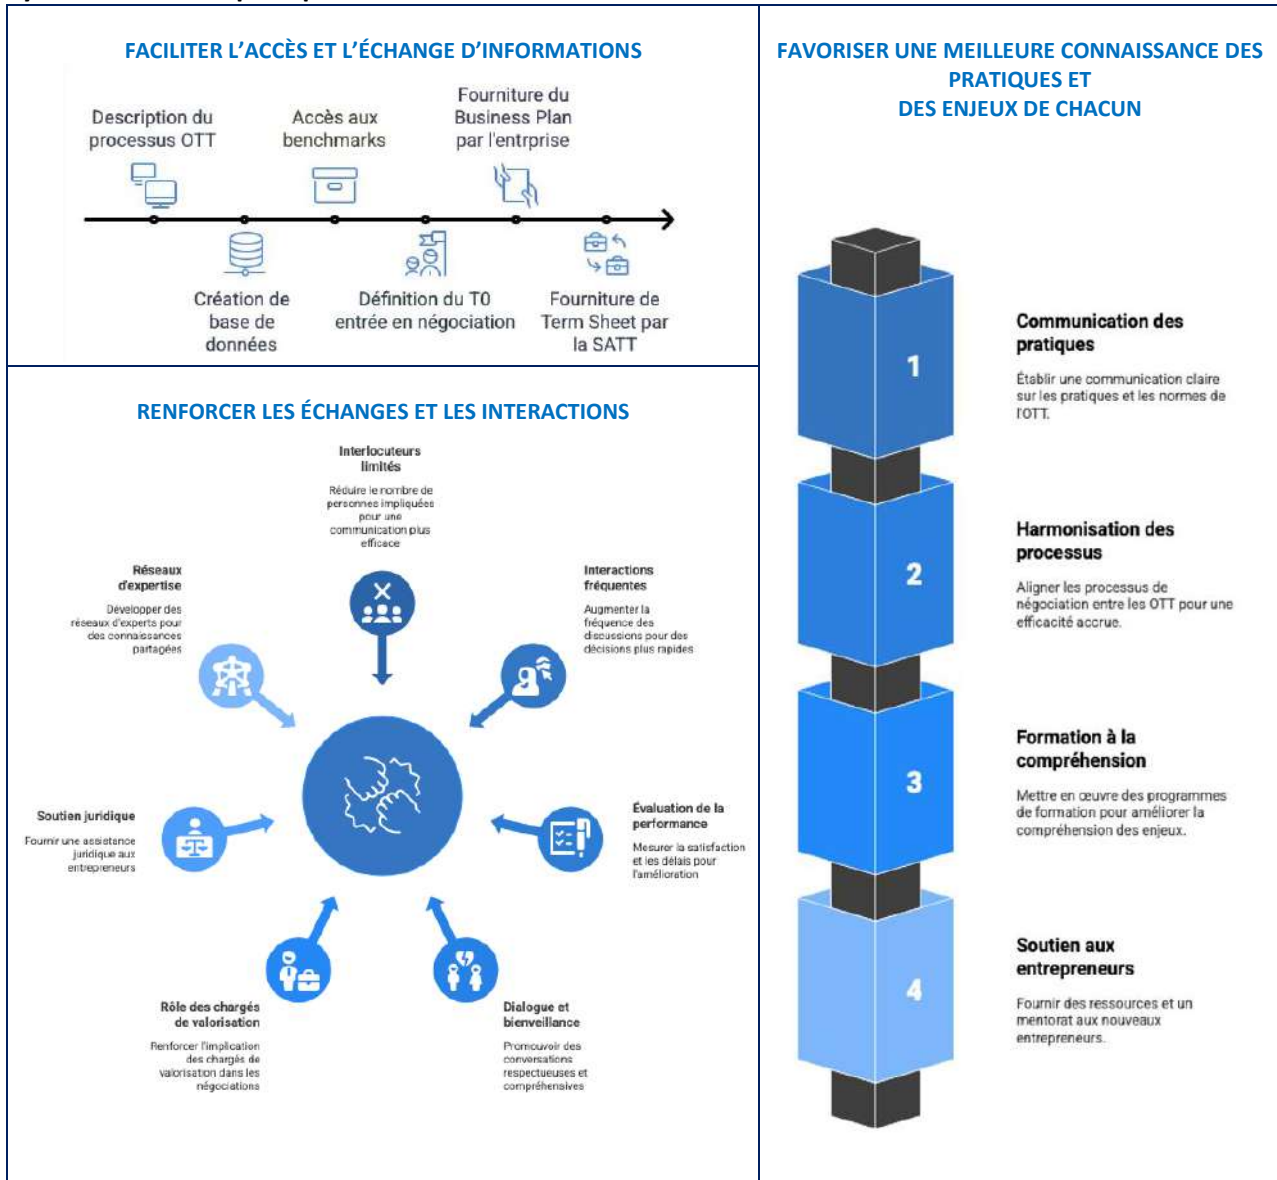 FACILITER L'ACCÈS ET L'ÉCHANGE D'INFORMATIONS
Description du
processus OTT
Accès aux
benchmarks
Fourniture du
Business Plan
par l'entrprise
Création de
base de
données
Définition du T0
entrée en négociation
Fourniture de
Term Sheet par
la SATT
RENFORCER LES ÉCHANGES ET LES INTERACTIONS
Interlocuteurs
limités
Réduire le nombre de
personnes impliquées
pour une
communication plus
efficace
Réseaux
d'expertise
Développer des
réseaux d'experts pour
des connaissances
partagées
Interactions
fréquentes
Augmenter la
fréquence des
discussions pour des
décisions plus rapides
Soutien juridique
Fournir une assistance
juridique aux
entrepreneurs
Évaluation de la
performance
Mesurer la satisfaction
et les délais pour
l'amélioration
Rôle des chargés
de valorisation
Renforcer l'implication
des chargés de
valorisation dans les
négociations
Dialogue et
bienveillance
Promouvoir des
conversations
respectueuses et
compréhensives
FAVORISER UNE MEILLEURE CONNAISSANCE DES
PRATIQUES ET
DES ENJEUX DE CHACUN
1
Communication des
pratiques
Établir une communication claire
sur les pratiques et les normes de
l'OTT.
2
Harmonisation des
processus
Aligner les processus de
négociation entre les OTT pour une
efficacité accrue.
3
Formation à la
compréhension
Mettre en œuvre des programmes
de formation pour améliorer la
compréhension des enjeux.
4
Soutien aux
entrepreneurs
Fournir des ressources et un
mentorat aux nouveaux
entrepreneurs.